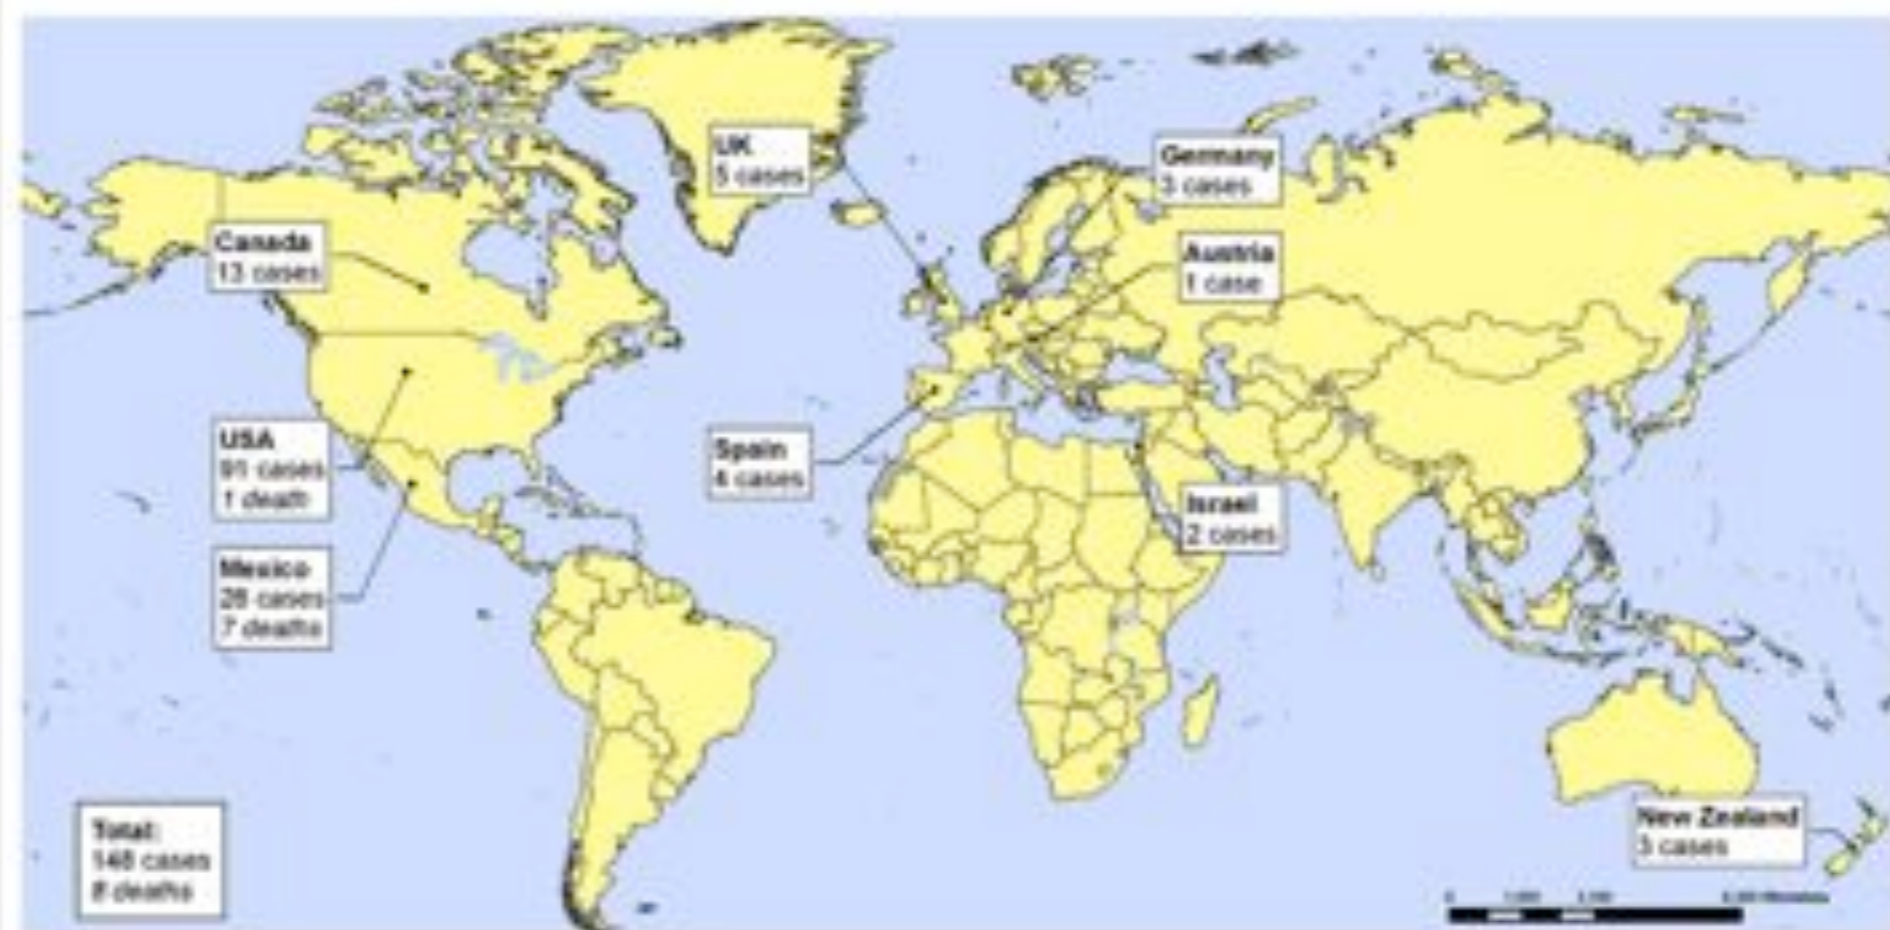 UK
5 cases
Germany
3 cases
Canada
13 cases
Austria
1 case
USA
91 cases
1 death
Spain
4 cases
Israel
2 cases
Mexico
26 cases
7 deaths
Total:
148 cases
8 deaths
New Zealand
3 cases
0